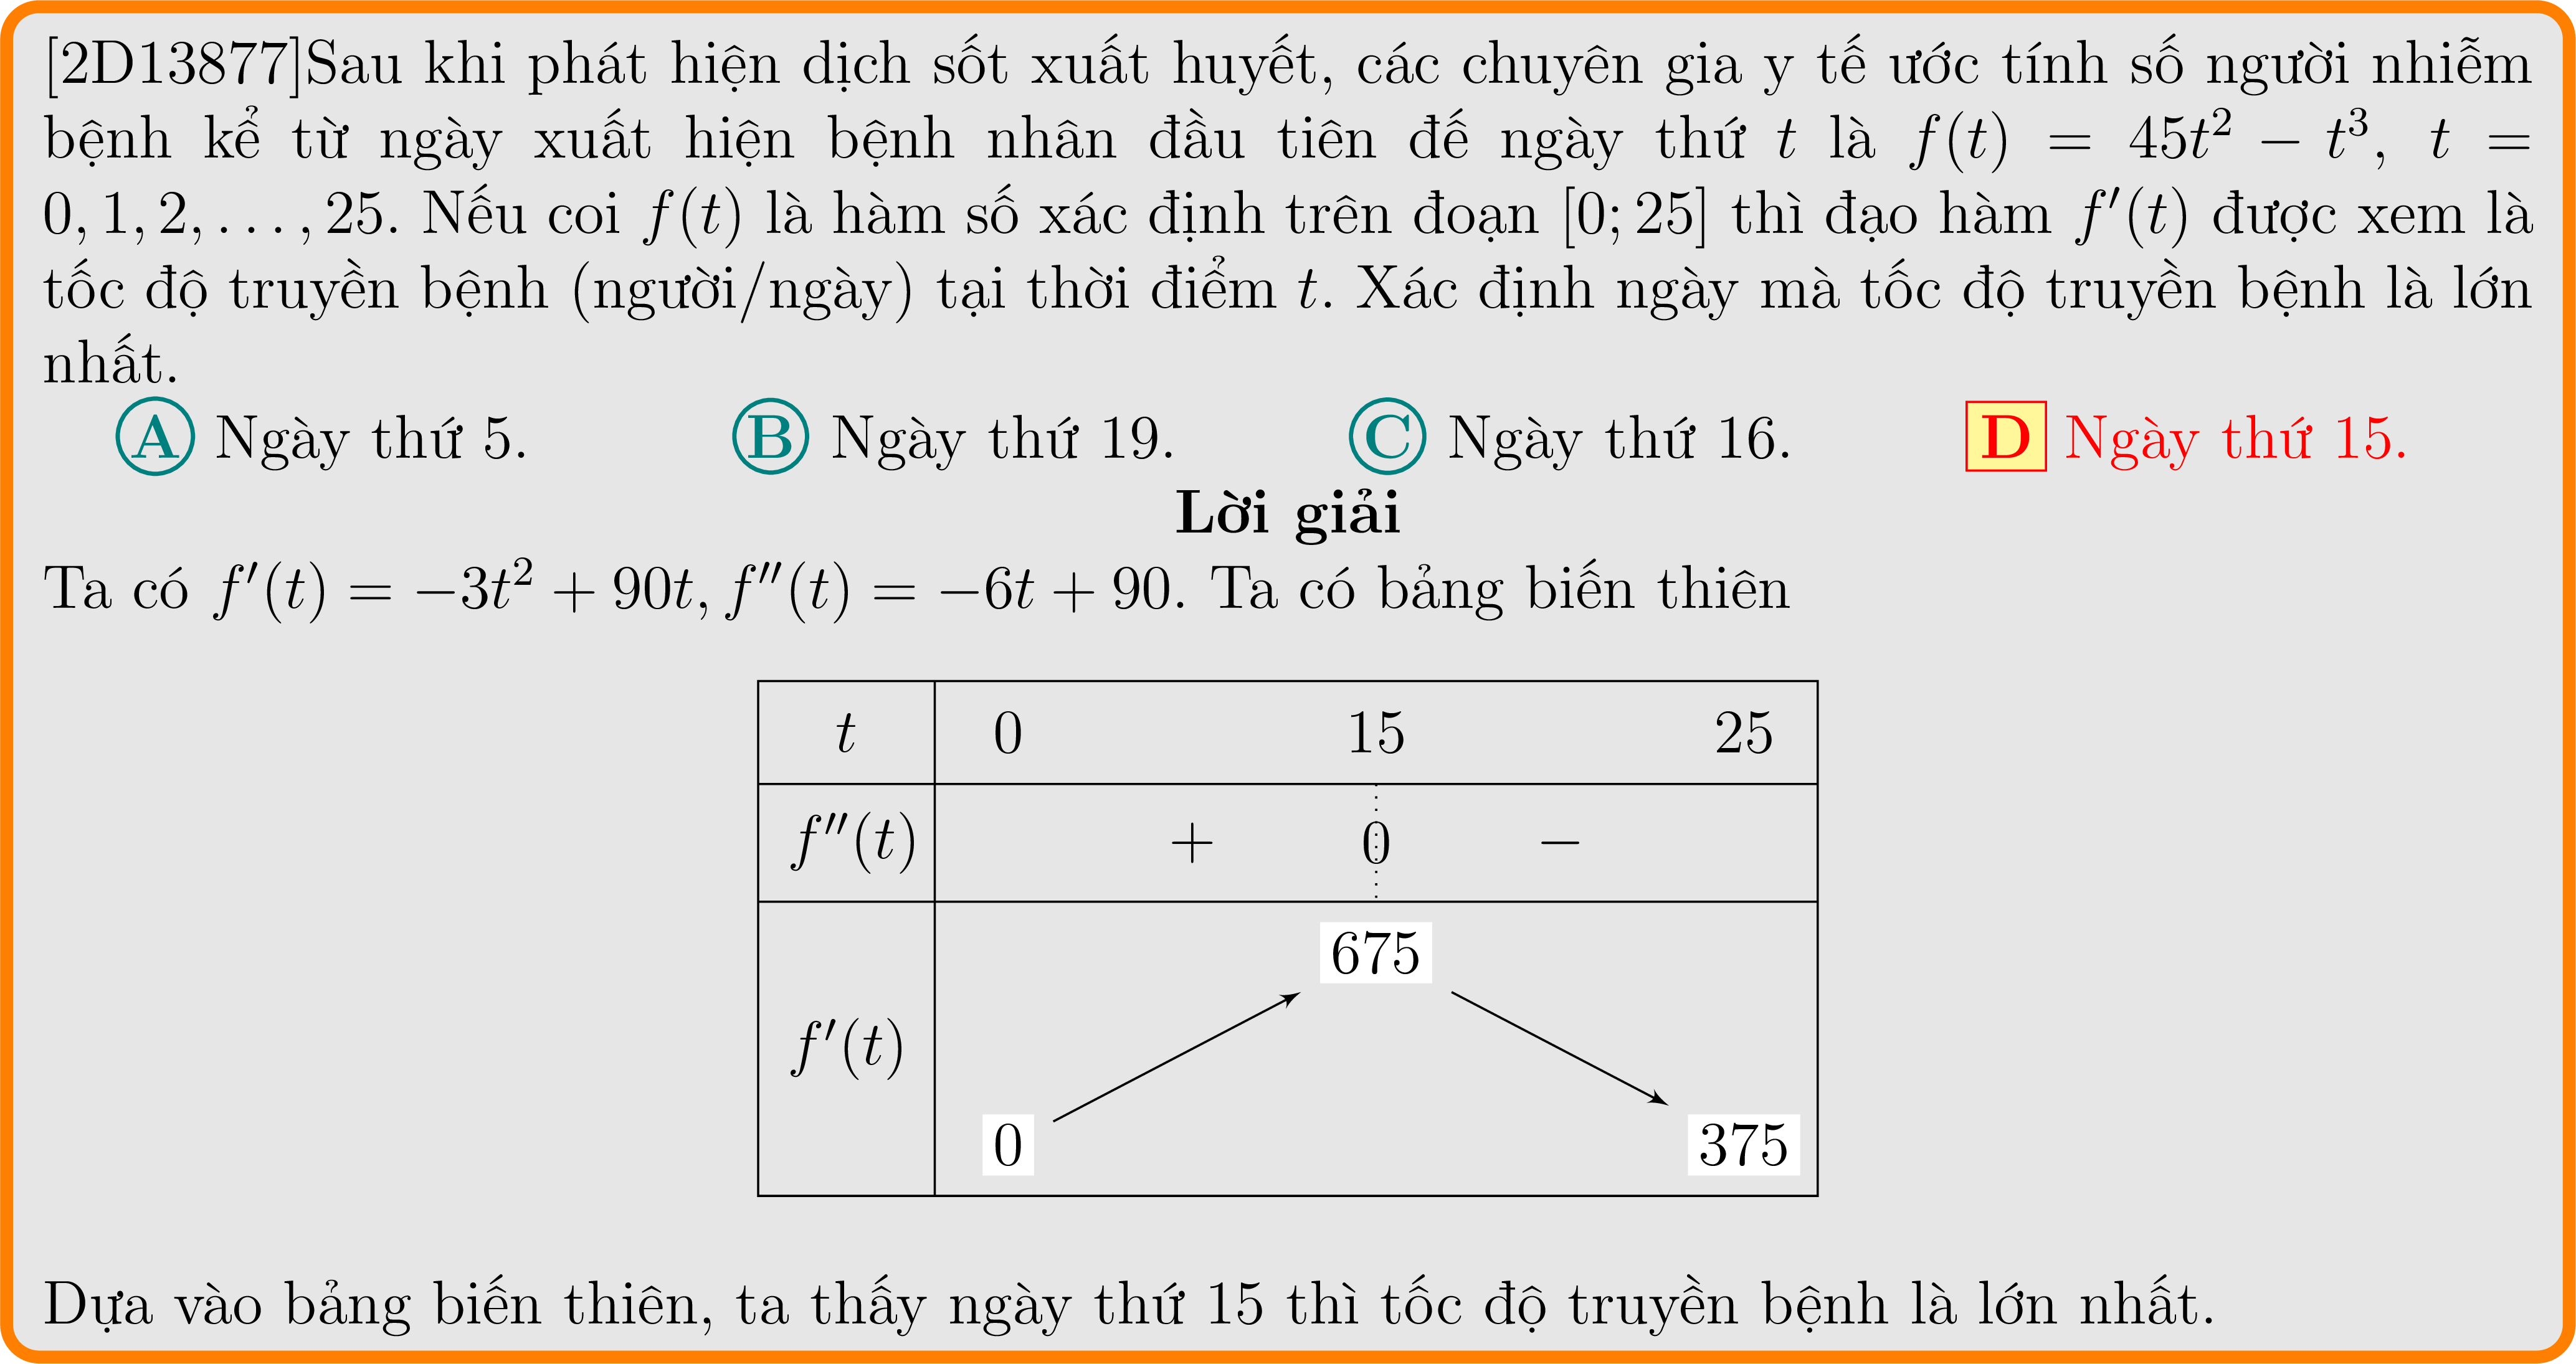 [2D13877]Sau khi phát hiện dịch sốt xuất huyết, các chuyên gia y tế ước tính số người nhiễm
bệnh kể từ ngày xuất hiện bệnh nhân đầu tiên đế ngày thứ t là f(t) = 45t² − t³, t =
0, 1, 2, . . . , 25. Nếu coi f(t) là hàm số xác định trên đoạn [0; 25] thì đạo hàm f′(t) được xem là
tốc độ truyền bệnh (người/ngày) tại thời điểm t. Xác định ngày mà tốc độ truyền bệnh là lớn
nhất.
A Ngày thứ 5. B Ngày thứ 19. C Ngày thứ 16. D Ngày thứ 15.
Lời giải
Ta có f′(t) = −3t² + 90t, f″(t) = −6t + 90. Ta có bảng biến thiên
t 0 15 25
f″(t) + 0 −
675
f′(t)
0 375
Dựa vào bảng biến thiên, ta thấy ngày thứ 15 thì tốc độ truyền bệnh là lớn nhất.